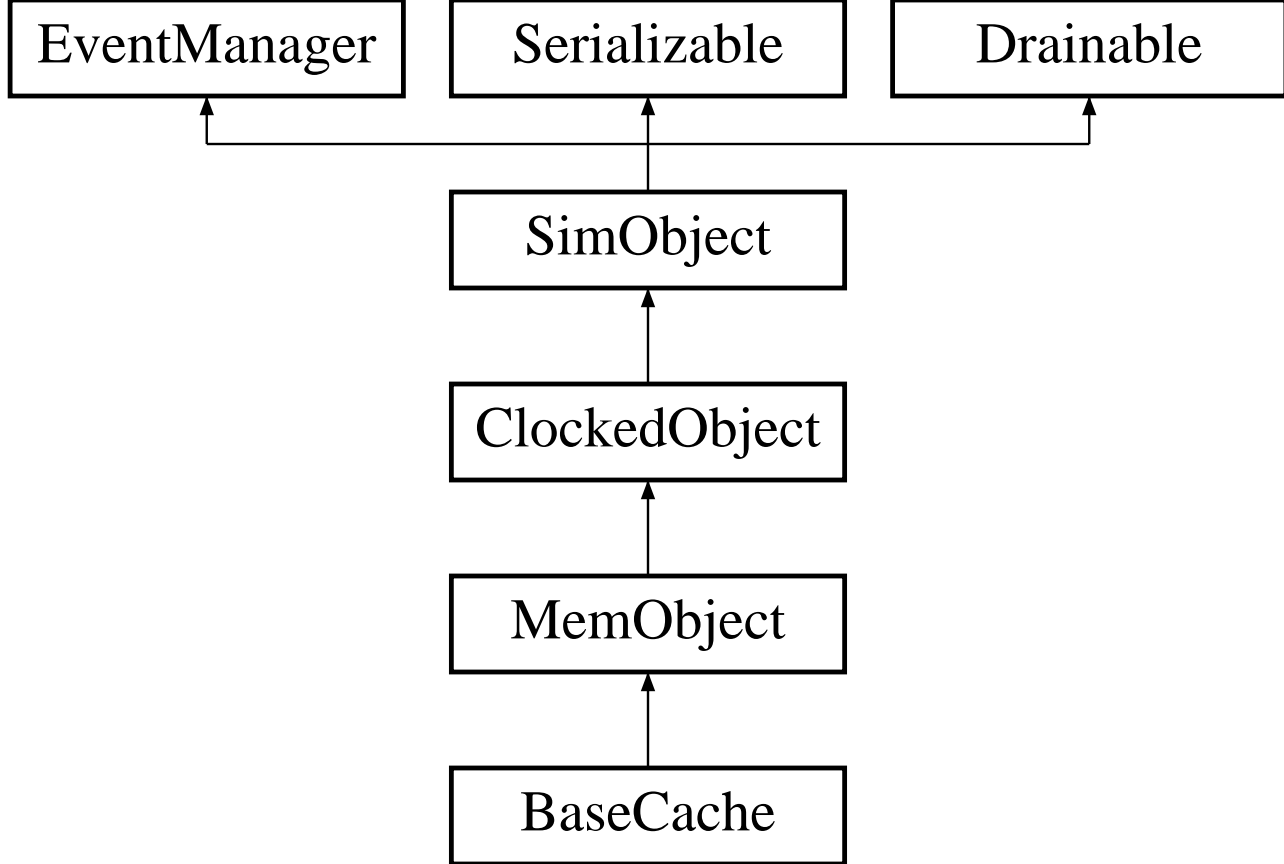 EventManager Serializable Drainable
SimObject
ClockedObject
MemObject
BaseCache